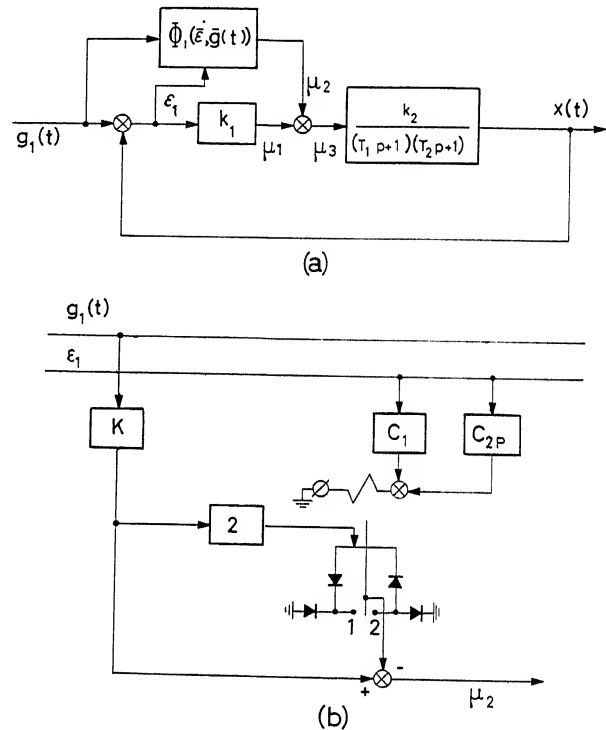 Φ₁(ε̄, ġ̄(t))
μ₂
ε₁
g₁(t)
k₁
μ₁
μ₃
k₂
(T₁ p+1)(T₂ p+1)
x(t)
(a)
g₁(t)
ε₁
K
C₁
C₂p
2
1 2
+
-
μ₂
(b)